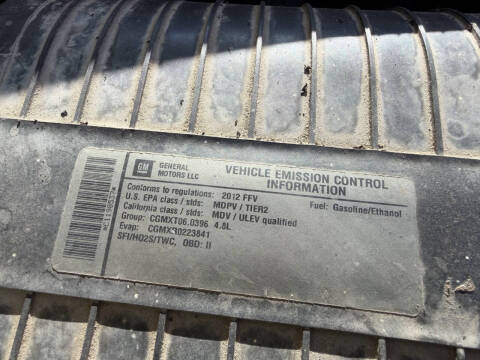 GM
GENERAL
MOTORS LLC
VEHICLE EMISSION CONTROL
INFORMATION
Conforms to regulations: 2012 FFV Fuel: Gasoline/Ethanol
U.S. EPA class / stds: MDPV / TIER2
California class / stds: MDV / ULEV qualified
Group: CGMXT06.0396 4.8L
Evap: CGMXR0223841
SFI/HO2S/TWC, OBD: II